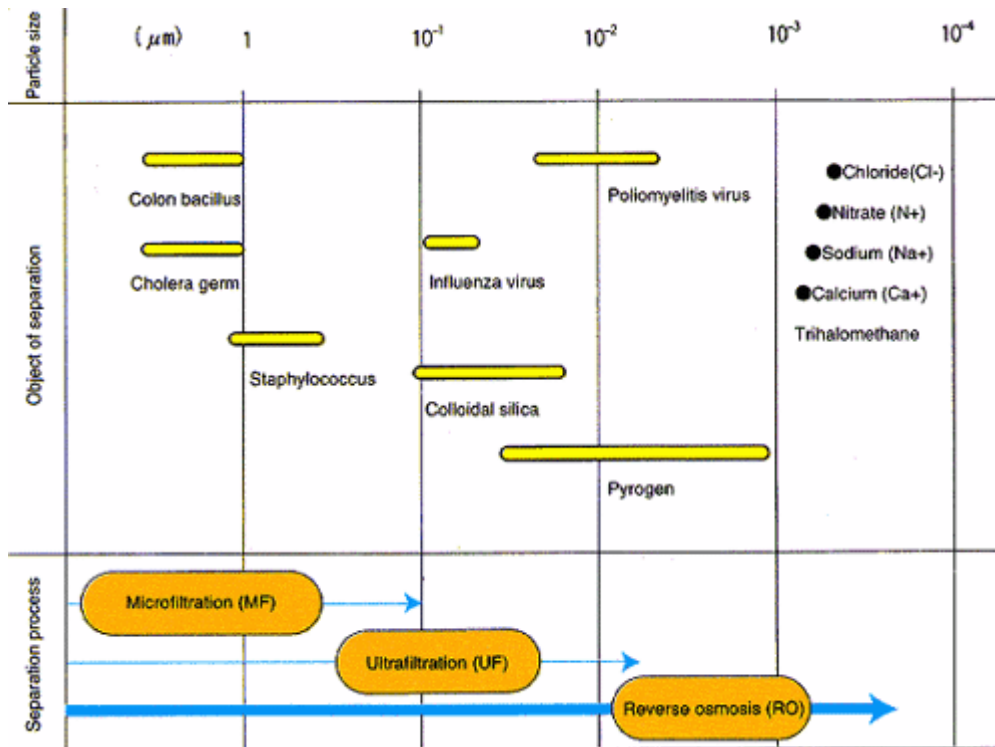 Particle size
(μm)
1
10⁻¹
10⁻²
10⁻³
10⁻⁴
Object of separation
Colon bacillus
Poliomyelitis virus
Chloride(Cl-)
Nitrate (N+)
Cholera germ
Influenza virus
Sodium (Na+)
Calcium (Ca+)
Trihalomethane
Staphylococcus
Colloidal silica
Pyrogen
Separation process
Microfiltration (MF)
Ultrafiltration (UF)
Reverse osmosis (RO)